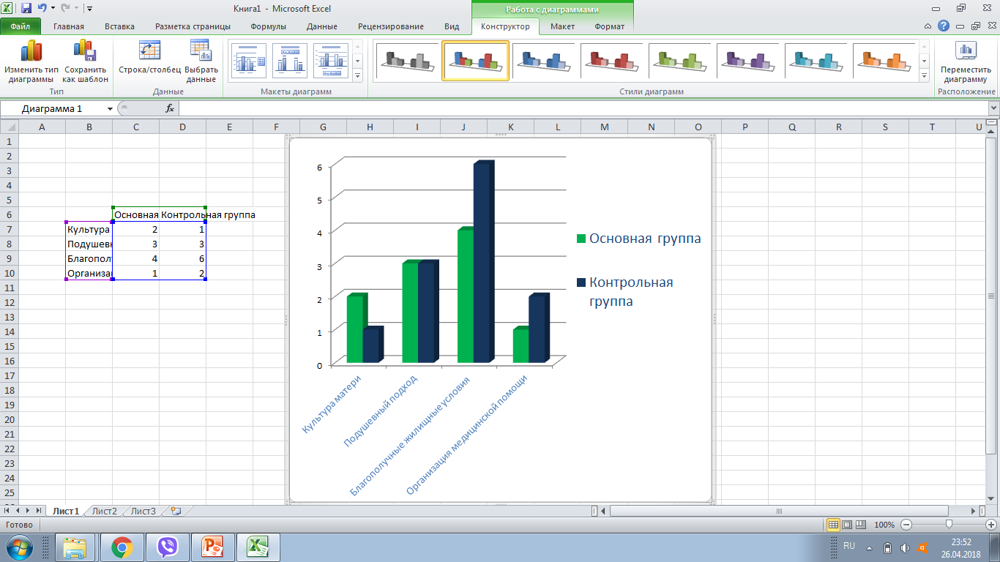 Книга1 - Microsoft Excel
Работа с диаграммами
Файл Главная Вставка Разметка страницы Формулы Данные Рецензирование Вид Конструктор Макет Формат
Изменить тип диаграммы
Сохранить как шаблон
Строка/столбец
Выбрать данные
Переместить диаграмму
Тип Данные Макеты диаграмм Стили диаграмм Расположение
Диаграмма 1 fx
A B C D E F G H I J K L M N O P Q R S T U
1
2
3
4
5
6 Основная Контрольная группа
7 Культура 2 1
8 Подушевн 3 3
9 Благополу 4 6
10 Организац 1 2
11
12
13
14
15
16
17
18
19
20
21
22
23
24
25
6
5
4
3
2
1
0
Культура матери
Подушевный подход
Благополучные жилищные условия
Организация медицинской помощи
Основная группа
Контрольная
группа
Лист1 Лист2 Лист3
Готово 100%
RU 23:52
26.04.2018